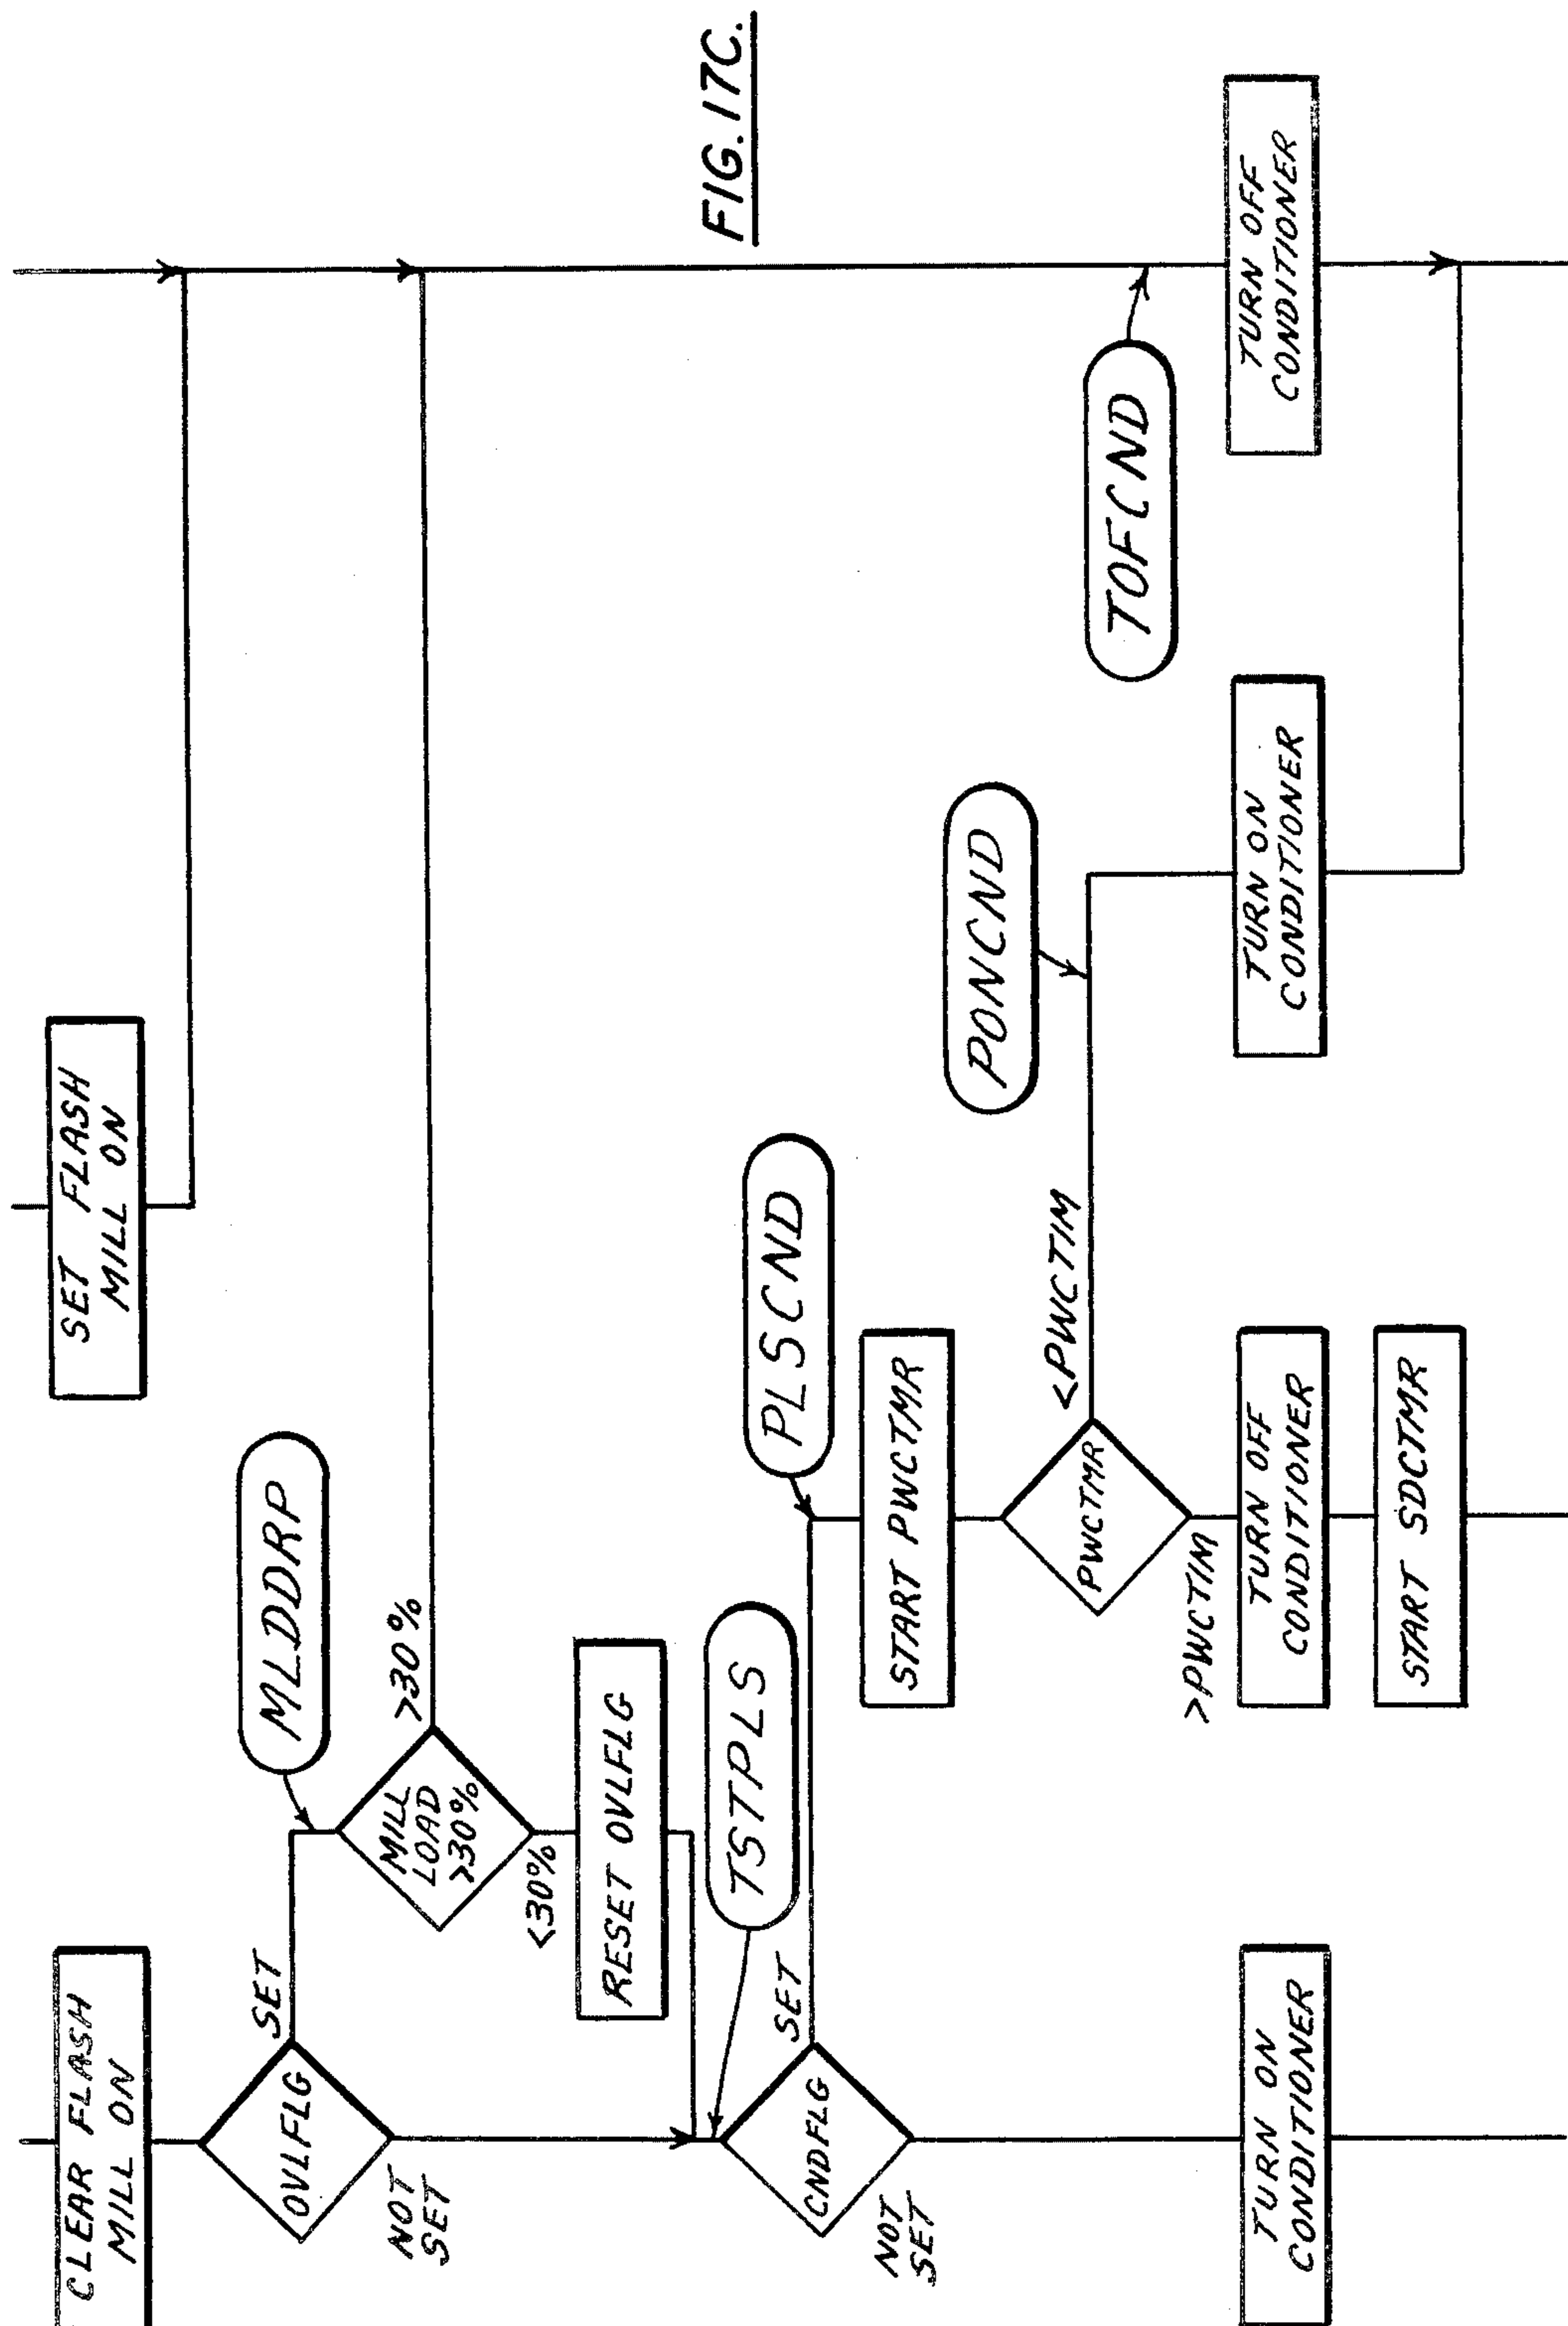 CLEAR FLASH
MILL ON
OVLFLG
SET
NOT
SET
MLDDRP
MILL
LOAD
>30%
>30%
<30%
RESET OVLFLG
TSTPLS
CNDFLG
SET
NOT
SET
TURN ON
CONDITIONER
SET FLASH
MILL ON
PLSCND
START PWCTMR
PWCTMR
<PWCTIM
>PWCTIM
TURN OFF
CONDITIONER
START SDCTMR
PONCND
TURN ON
CONDITIONER
TOFCND
TURN OFF
CONDITIONER
FIG. 17C.